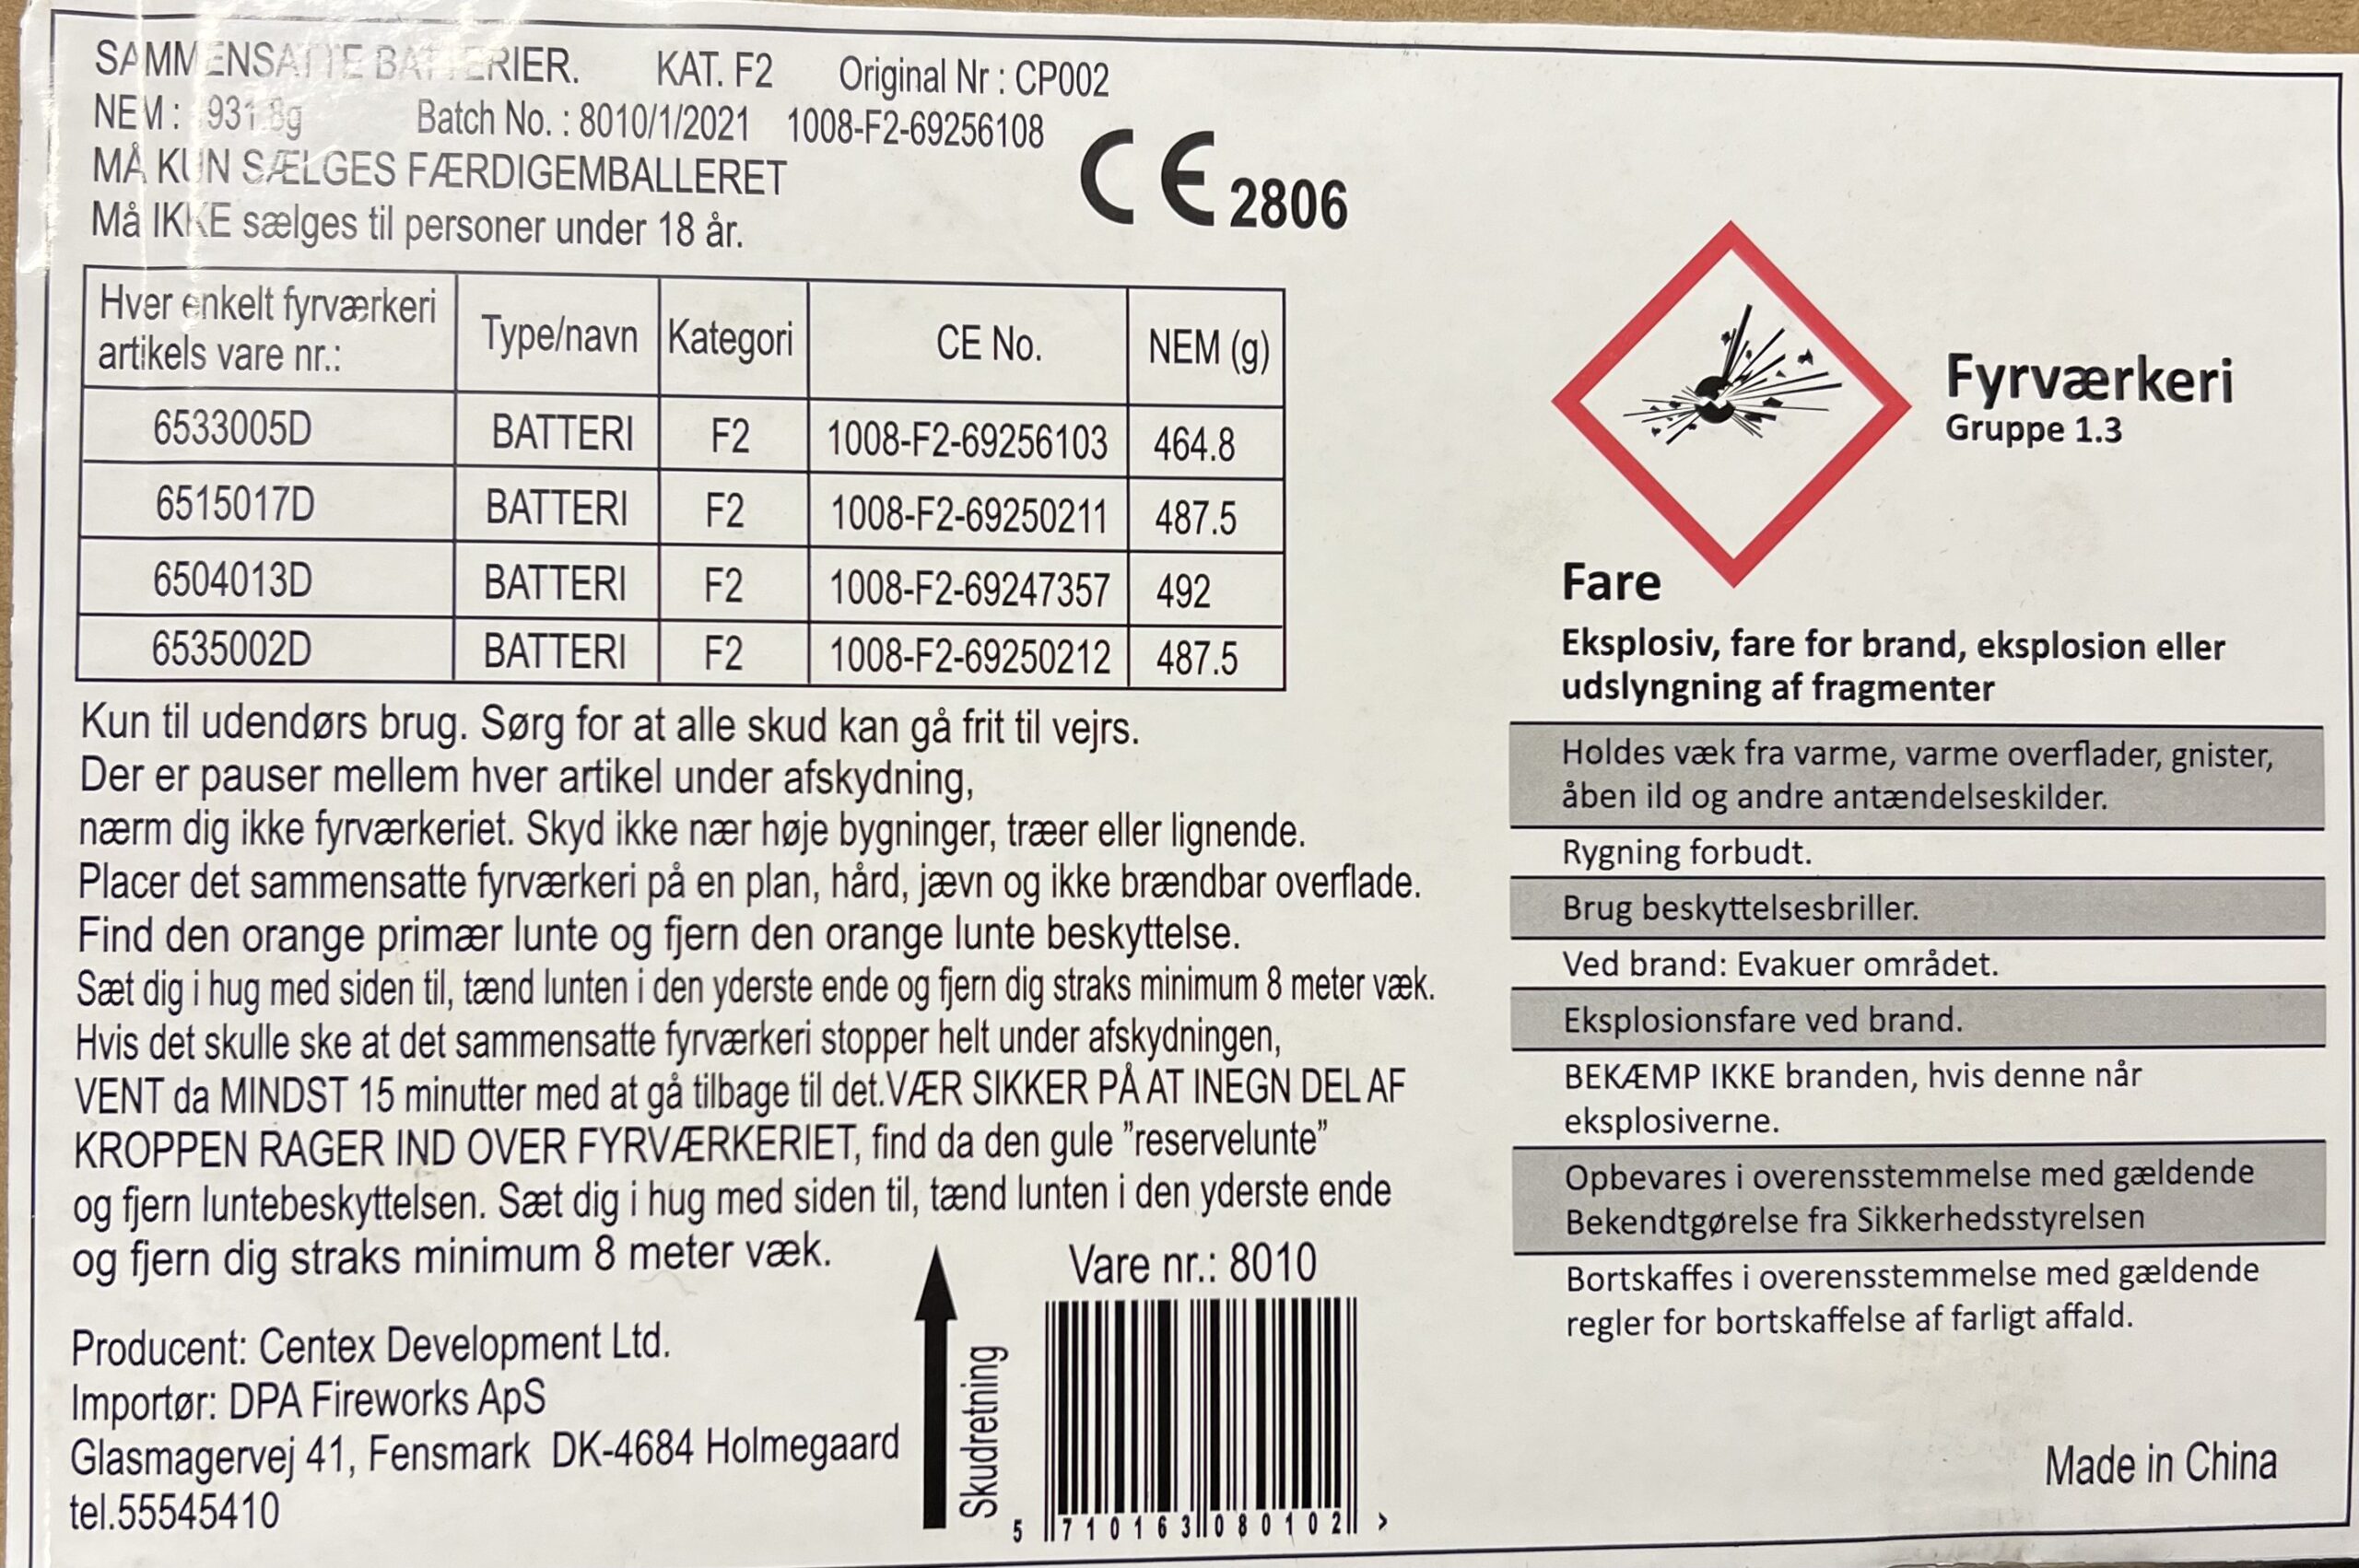 SAMMENSATTE BATTERIER. KAT. F2 Original Nr : CP002
NEM : 931.8g Batch No. : 8010/1/2021 1008-F2-69256108
MÅ KUN SÆLGES FÆRDIGEMBALLERET
Må IKKE sælges til personer under 18 år.
CE 2806
Hver enkelt fyrværkeri
artikels vare nr.: Type/navn Kategori CE No. NEM (g)
6533005D BATTERI F2 1008-F2-69256103 464.8
6515017D BATTERI F2 1008-F2-69250211 487.5
6504013D BATTERI F2 1008-F2-69247357 492
6535002D BATTERI F2 1008-F2-69250212 487.5
Kun til udendørs brug. Sørg for at alle skud kan gå frit til vejrs.
Der er pauser mellem hver artikel under afskydning,
nærm dig ikke fyrværkeriet. Skyd ikke nær høje bygninger, træer eller lignende.
Placer det sammensatte fyrværkeri på en plan, hård, jævn og ikke brændbar overflade.
Find den orange primær lunte og fjern den orange lunte beskyttelse.
Sæt dig i hug med siden til, tænd lunten i den yderste ende og fjern dig straks minimum 8 meter væk.
Hvis det skulle ske at det sammensatte fyrværkeri stopper helt under afskydningen,
VENT da MINDST 15 minutter med at gå tilbage til det.VÆR SIKKER PÅ AT INEGN DEL AF
KROPPEN RAGER IND OVER FYRVÆRKERIET, find da den gule "reservelunte"
og fjern luntebeskyttelsen. Sæt dig i hug med siden til, tænd lunten i den yderste ende
og fjern dig straks minimum 8 meter væk.
Producent: Centex Development Ltd.
Importør: DPA Fireworks ApS
Glasmagervej 41, Fensmark DK-4684 Holmegaard
tel.55545410
Skudretning
Vare nr.: 8010
5 710163 080102 >
Fyrværkeri
Gruppe 1.3
Fare
Eksplosiv, fare for brand, eksplosion eller
udslyngning af fragmenter
Holdes væk fra varme, varme overflader, gnister,
åben ild og andre antændelseskilder.
Rygning forbudt.
Brug beskyttelsesbriller.
Ved brand: Evakuer området.
Eksplosionsfare ved brand.
BEKÆMP IKKE branden, hvis denne når
eksplosiverne.
Opbevares i overensstemmelse med gældende
Bekendtgørelse fra Sikkerhedsstyrelsen
Bortskaffes i overensstemmelse med gældende
regler for bortskaffelse af farligt affald.
Made in China